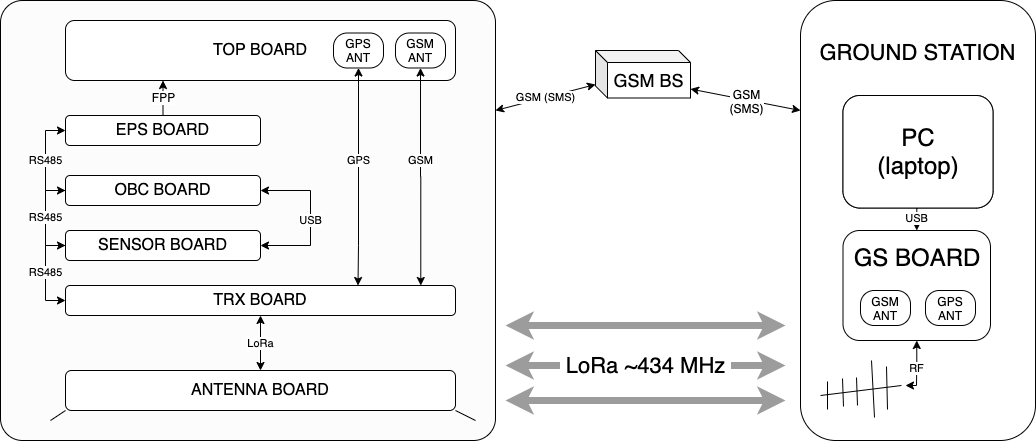 TOP BOARD
GPS
ANT
GSM
ANT
FPP
EPS BOARD
RS485
OBC BOARD
RS485
USB
SENSOR BOARD
RS485
GPS
GSM
TRX BOARD
LoRa
ANTENNA BOARD
GSM (SMS)
GSM BS
GSM
(SMS)
LoRa ~434 MHz
GROUND STATION
PC
(laptop)
USB
GS BOARD
GSM
ANT
GPS
ANT
RF